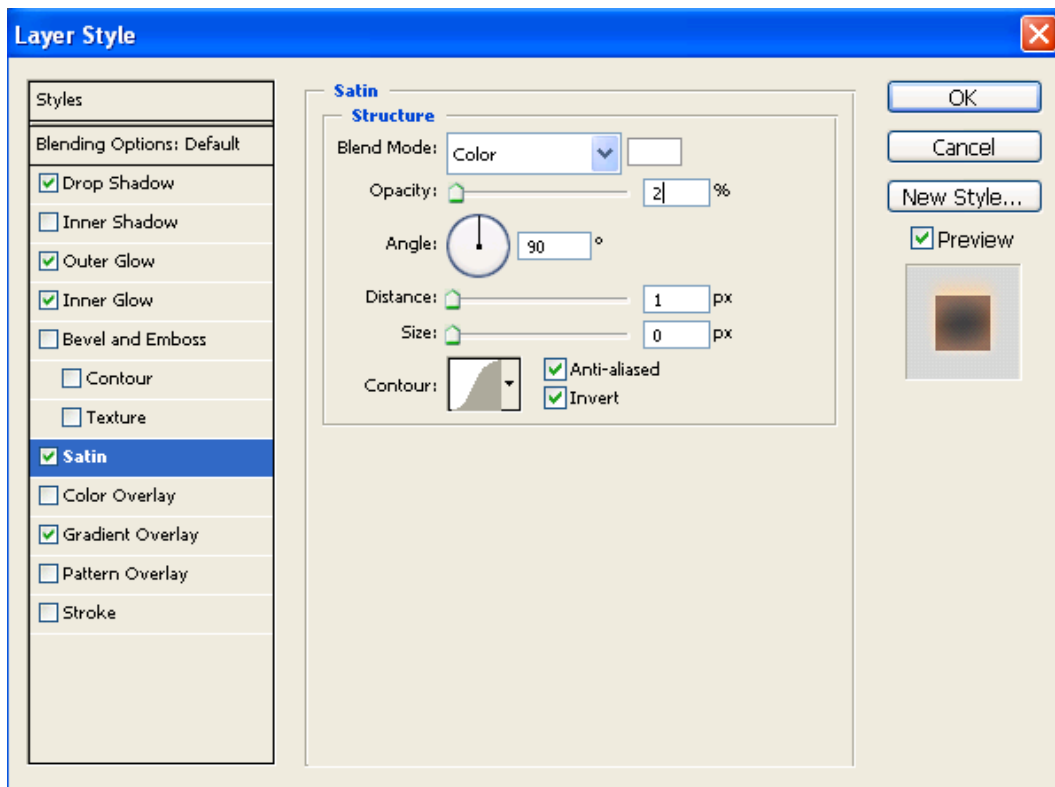 Layer Style
Styles
Blending Options: Default
Drop Shadow
Inner Shadow
Outer Glow
Inner Glow
Bevel and Emboss
Contour
Texture
Satin
Color Overlay
Gradient Overlay
Pattern Overlay
Stroke
Satin
Structure
Blend Mode: Color
Opacity: 2 %
Angle: 90 °
Distance: 1 px
Size: 0 px
Contour: Anti-aliased
Invert
OK
Cancel
New Style...
Preview